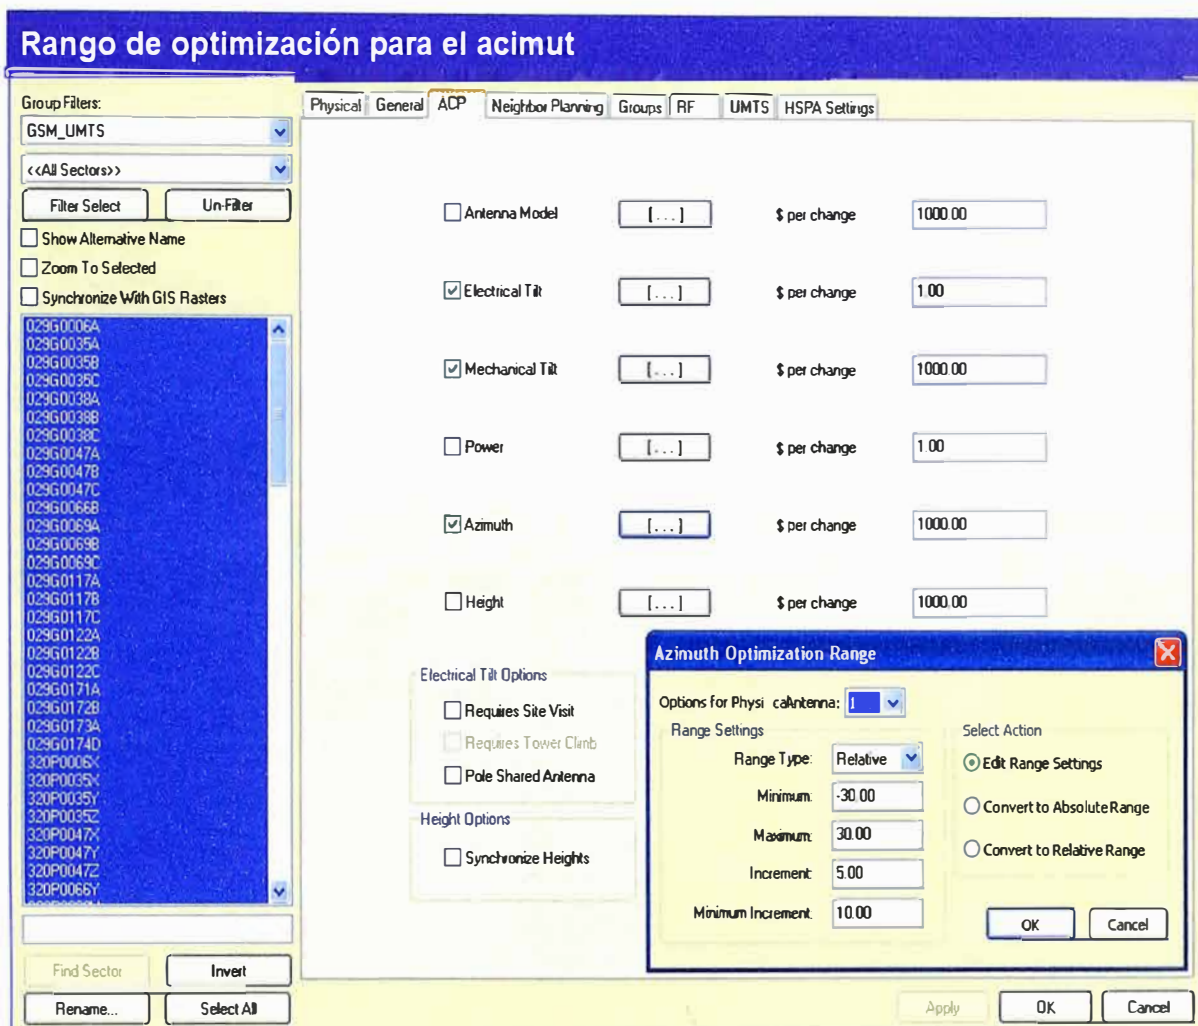 Rango de optimización para el acimut
Group Filters:
GSM_UMTS
<<All Sectors>>
Filter Select Un-Filter
Show Alternative Name
Zoom To Selected
Synchronize With GIS Rasters
029G0006A
029G0035A
029G0035B
029G0035C
029G0038A
029G0038B
029G0038C
029G0047A
029G0047B
029G0047C
029G0066B
029G0069A
029G0069B
029G0069C
029G0117A
029G0117B
029G0117C
029G0122A
029G0122B
029G0122C
029G0171A
029G0172B
029G0173A
029G0174D
320P0006X
320P0035X
320P0035Y
320P0035Z
320P0047X
320P0047Y
320P0047Z
320P0066Y
Find Sector Invert
Rename... Select All
Physical General ACP Neighbor Planning Groups RF UMTS HSPA Settings
Antenna Model [...] $ per change 1000.00
Electrical Tilt [...] $ per change 1.00
Mechanical Tilt [...] $ per change 1000.00
Power [...] $ per change 1.00
Azimuth [...] $ per change 1000.00
Height [...] $ per change 1000.00
Electrical Tilt Options
Requires Site Visit
Requires Tower Climb
Pole Shared Antenna
Height Options
Synchronize Heights
Azimuth Optimization Range
Options for Physi calAntenna: 1
Range Settings
Range Type: Relative
Minimum: -30.00
Maximum: 30.00
Increment: 5.00
Minimum Increment: 10.00
Select Action
Edit Range Settings
Convert to Absolute Range
Convert to Relative Range
OK Cancel
Apply OK Cancel